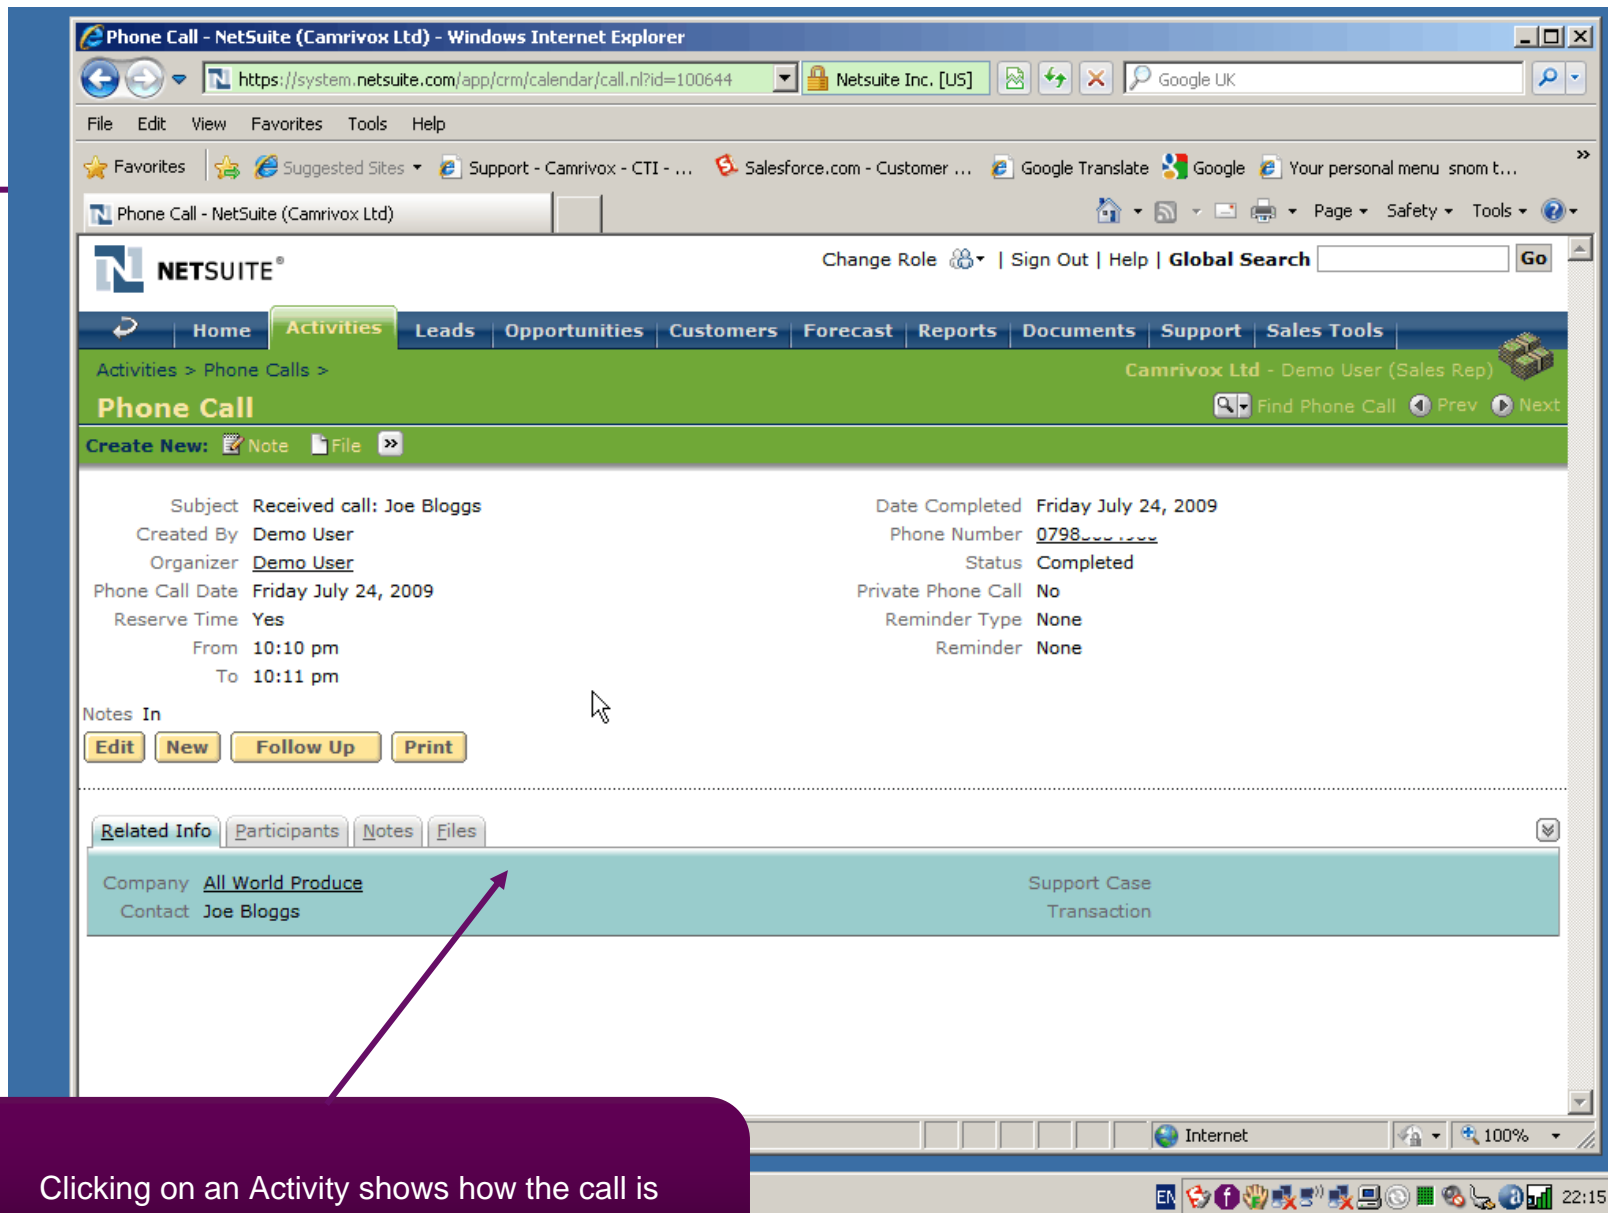 Phone Call - NetSuite (Camrivox Ltd) - Windows Internet Explorer
https://system.netsuite.com/app/crm/calendar/call.nl?id=100644 Netsuite Inc. [US] Google UK
File Edit View Favorites Tools Help
Favorites Suggested Sites Support - Camrivox - CTI - ... Salesforce.com - Customer ... Google Translate Google Your personal menu snom t... »
Phone Call - NetSuite (Camrivox Ltd) Page Safety Tools
NETSUITE® Change Role | Sign Out | Help | Global Search Go
Home Activities Leads Opportunities Customers Forecast Reports Documents Support Sales Tools
Activities > Phone Calls > Camrivox Ltd - Demo User (Sales Rep)
Phone Call Find Phone Call Prev Next
Create New: Note File »
Subject Received call: Joe Bloggs
Created By Demo User
Organizer Demo User
Phone Call Date Friday July 24, 2009
Reserve Time Yes
From 10:10 pm
To 10:11 pm
Date Completed Friday July 24, 2009
Phone Number
Status Completed
Private Phone Call No
Reminder Type None
Reminder None
Notes In
Edit New Follow Up Print
Related Info Participants Notes Files
Company All World Produce Support Case
Contact Joe Bloggs Transaction
Internet 100%
Clicking on an Activity shows how the call is
EN 22:15